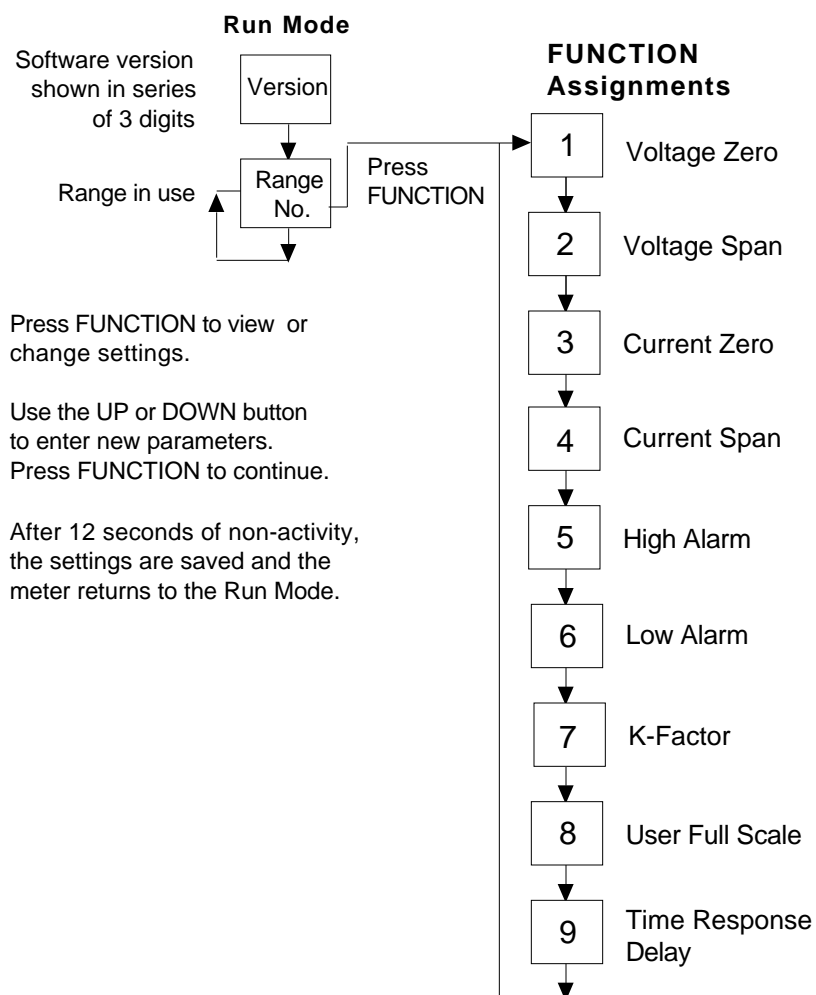 Run Mode
Software version
shown in series
of 3 digits
Version
Range in use
Range
No.
Press
FUNCTION
Press FUNCTION to view or
change settings.
Use the UP or DOWN button
to enter new parameters.
Press FUNCTION to continue.
After 12 seconds of non-activity,
the settings are saved and the
meter returns to the Run Mode.
FUNCTION
Assignments
1 Voltage Zero
2 Voltage Span
3 Current Zero
4 Current Span
5 High Alarm
6 Low Alarm
7 K-Factor
8 User Full Scale
9 Time Response
Delay